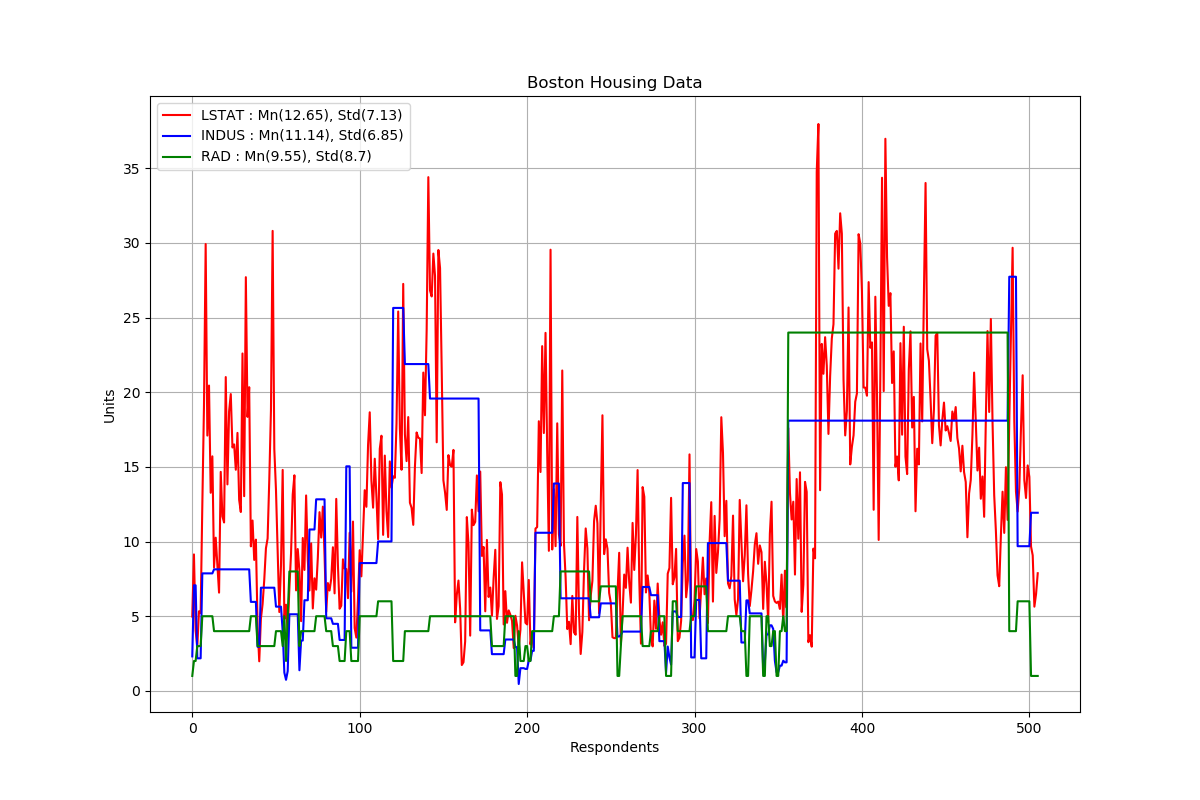 Boston Housing Data
LSTAT : Mn(12.65), Std(7.13)
INDUS : Mn(11.14), Std(6.85)
RAD : Mn(9.55), Std(8.7)
Units
35
30
25
20
15
10
5
0
0 100 200 300 400 500
Respondents